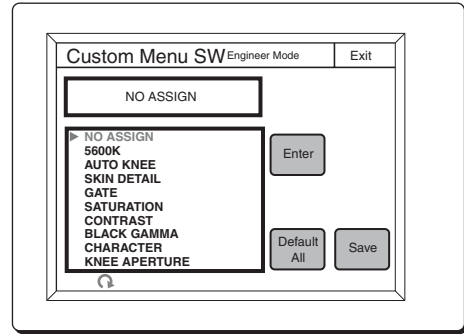 Custom Menu SW Engineer Mode Exit
NO ASSIGN
NO ASSIGN
5600K
AUTO KNEE
SKIN DETAIL
GATE
SATURATION
CONTRAST
BLACK GAMMA
CHARACTER
KNEE APERTURE
Enter
Default
All
Save